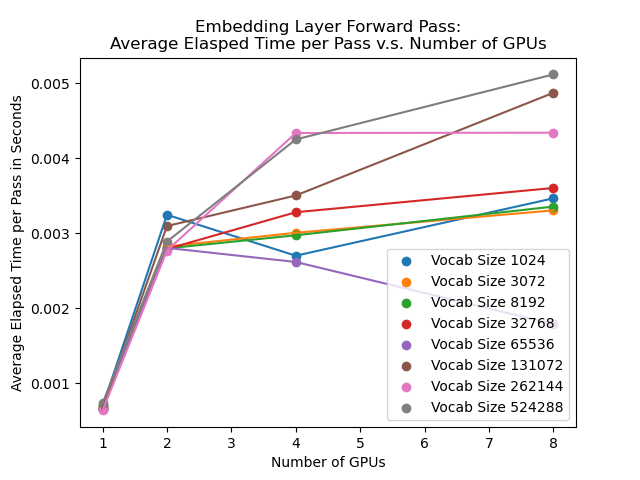 Embedding Layer Forward Pass:
Average Elasped Time per Pass v.s. Number of GPUs
Average Elapsed Time per Pass in Seconds
0.005
0.004
0.003
0.002
0.001
Vocab Size 1024
Vocab Size 3072
Vocab Size 8192
Vocab Size 32768
Vocab Size 65536
Vocab Size 131072
Vocab Size 262144
Vocab Size 524288
1 2 3 4 5 6 7 8
Number of GPUs